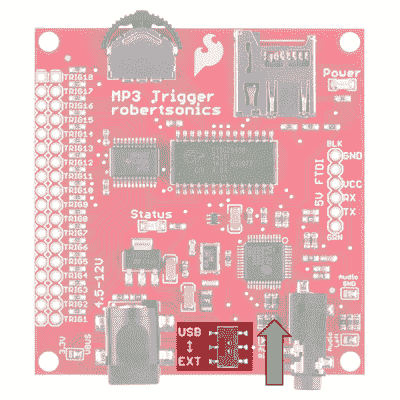 MP3 Trigger
robertsonics
Power
TRIG18
TRIG17
TRIG16
TRIG15
TRIG14
TRIG13
TRIG12
TRIG11
TRIG10
TRIG9
TRIG8
TRIG7
TRIG6
TRIG5
TRIG4
TRIG3
TRIG2
TRIG1
BLK
GND
VCC
RX
TX
GRN
5V FTDI
Status
4.5-12V
Audio
GND
USB
EXT
Audio
3.3V
VBUS